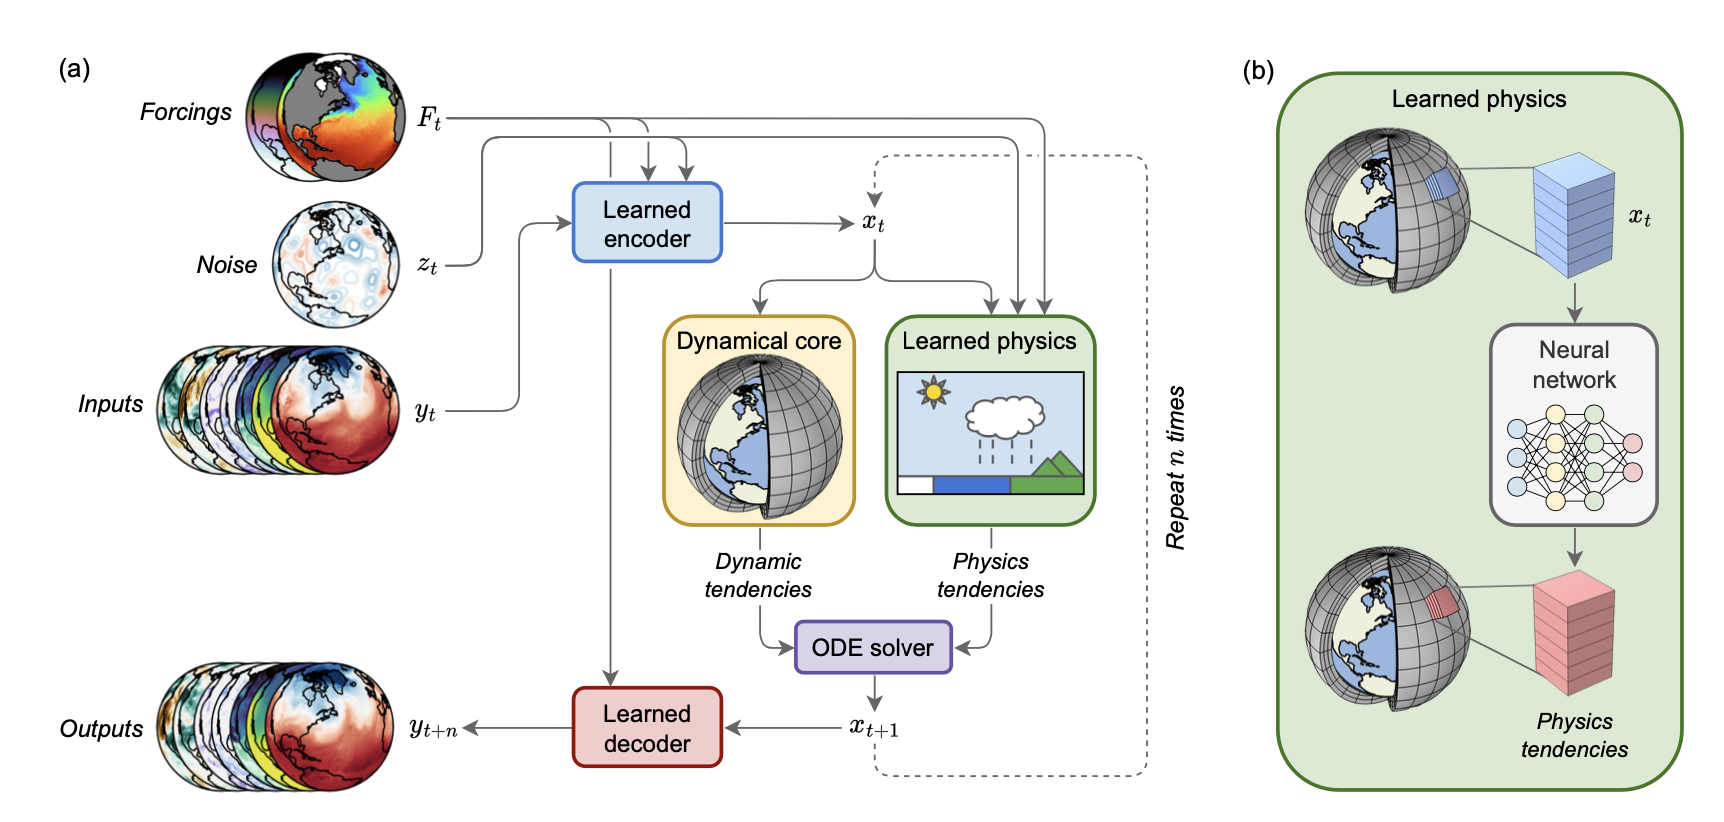 (a)
Forcings
F_t
Noise
z_t
Inputs
y_t
Learned
encoder
x_t
Dynamical core
Learned physics
Dynamic
tendencies
Physics
tendencies
ODE solver
Repeat n times
Outputs
y_{t+n}
Learned
decoder
x_{t+1}
(b)
Learned physics
x_t
Neural
network
Physics
tendencies